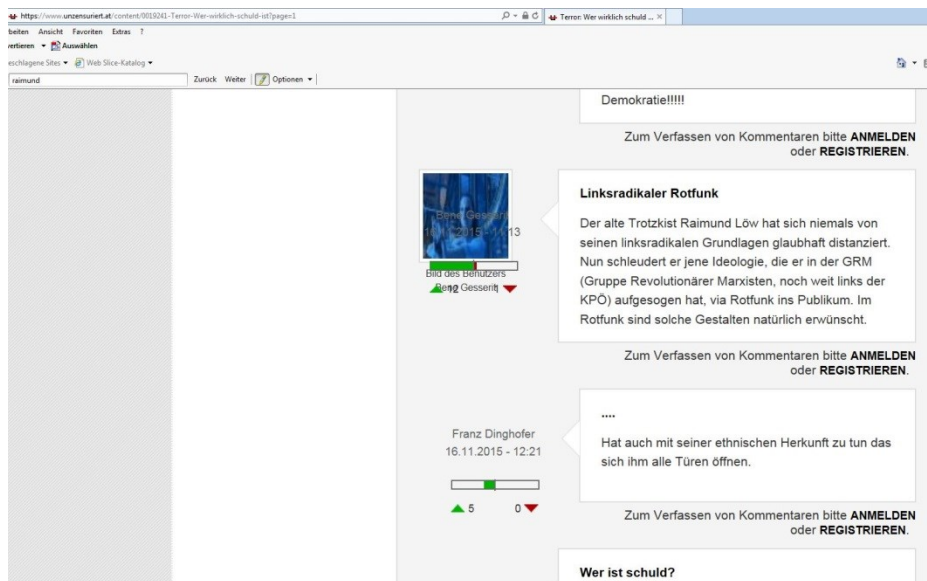 https://www.unzensuriert.at/content/0019241-Terror-Wer-wirklich-schuld-ist?page=1
Terror: Wer wirklich schuld ...
beiten Ansicht Favoriten Extras ?
vertieren Auswählen
eschlagene Sites Web Slice-Katalog
raimund Zurück Weiter Optionen
Demokratie!!!!!
Zum Verfassen von Kommentaren bitte ANMELDEN
oder REGISTRIEREN.
Beno Gesserit
16.11.2015 - 11:13
Bild des Benutzers
Beno Gesserit
12 1
Linksradikaler Rotfunk
Der alte Trotzkist Raimund Löw hat sich niemals von
seinen linksradikalen Grundlagen glaubhaft distanziert.
Nun schleudert er jene Ideologie, die er in der GRM
(Gruppe Revolutionärer Marxisten, noch weit links der
KPÖ) aufgesogen hat, via Rotfunk ins Publikum. Im
Rotfunk sind solche Gestalten natürlich erwünscht.
Zum Verfassen von Kommentaren bitte ANMELDEN
oder REGISTRIEREN.
Franz Dinghofer
16.11.2015 - 12:21
5 0
....
Hat auch mit seiner ethnischen Herkunft zu tun das
sich ihm alle Türen öffnen.
Zum Verfassen von Kommentaren bitte ANMELDEN
oder REGISTRIEREN.
Wer ist schuld?